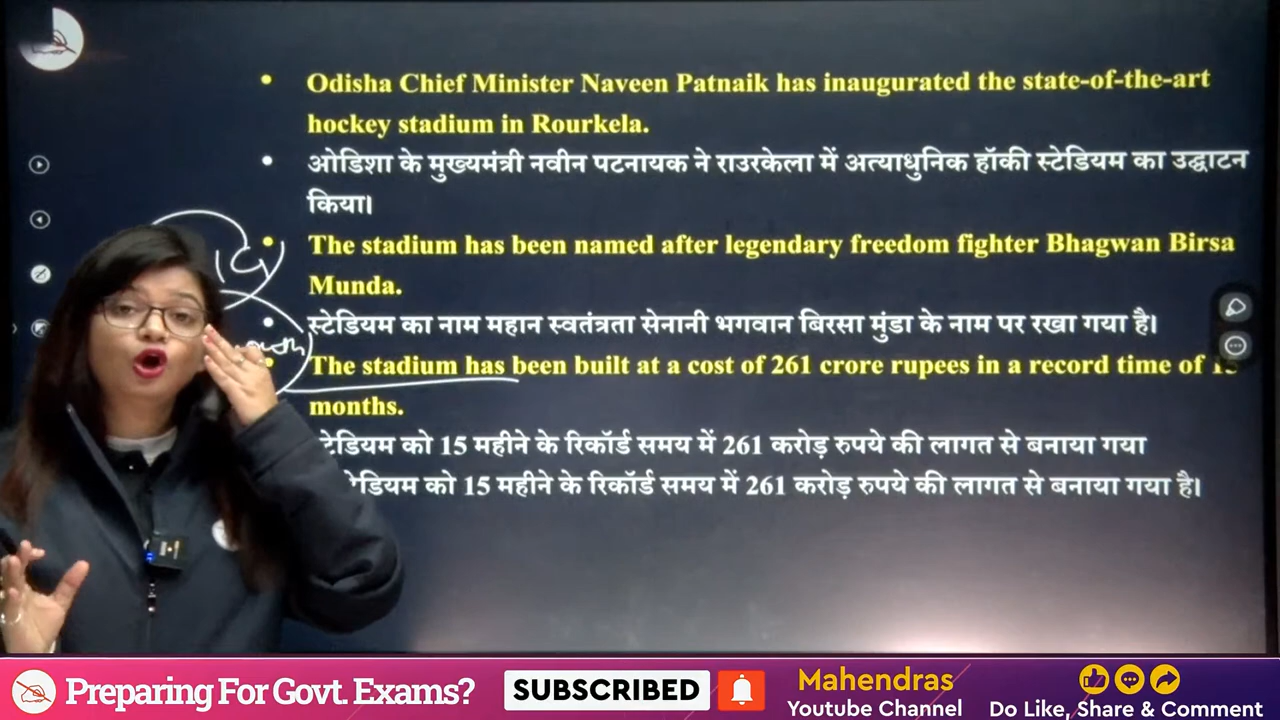 Odisha Chief Minister Naveen Patnaik has inaugurated the state-of-the-art
hockey stadium in Rourkela.
ओडिशा के मुख्यमंत्री नवीन पटनायक ने राउरकेला में अत्याधुनिक हॉकी स्टेडियम का उद्घाटन
किया।
The stadium has been named after legendary freedom fighter Bhagwan Birsa
Munda.
स्टेडियम का नाम महान स्वतंत्रता सेनानी भगवान बिरसा मुंडा के नाम पर रखा गया है।
The stadium has been built at a cost of 261 crore rupees in a record time of 15
months.
स्टेडियम को 15 महीने के रिकॉर्ड समय में 261 करोड़ रुपये की लागत से बनाया गया
को 15 महीने के रिकॉर्ड समय में 261 करोड़ रुपये की लागत से बनाया गया है।
Preparing For Govt. Exams?
SUBSCRIBED
Mahendras
Youtube Channel
Do Like, Share & Comment